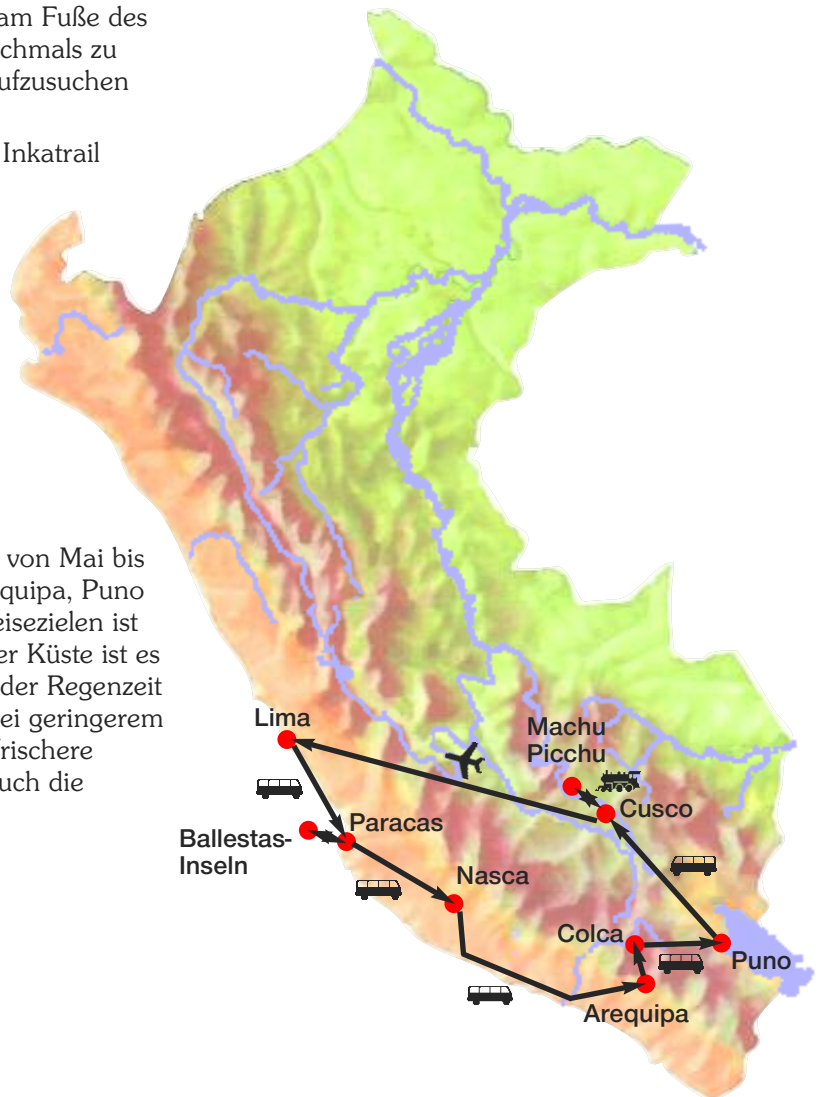 am Fuße des
chmals zu
ufzusuchen
Inkatrail
von Mai bis
quipa, Puno
eisezielen ist
er Küste ist es
der Regenzeit
ei geringerem
frischere
uch die
Lima
Machu
Picchu
Cusco
Paracas
Ballestas-
Inseln
Nasca
Colca
Puno
Arequipa